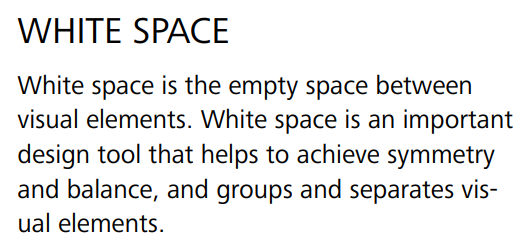 WHITE SPACE
White space is the empty space between
visual elements. White space is an important
design tool that helps to achieve symmetry
and balance, and groups and separates vis-
ual elements.